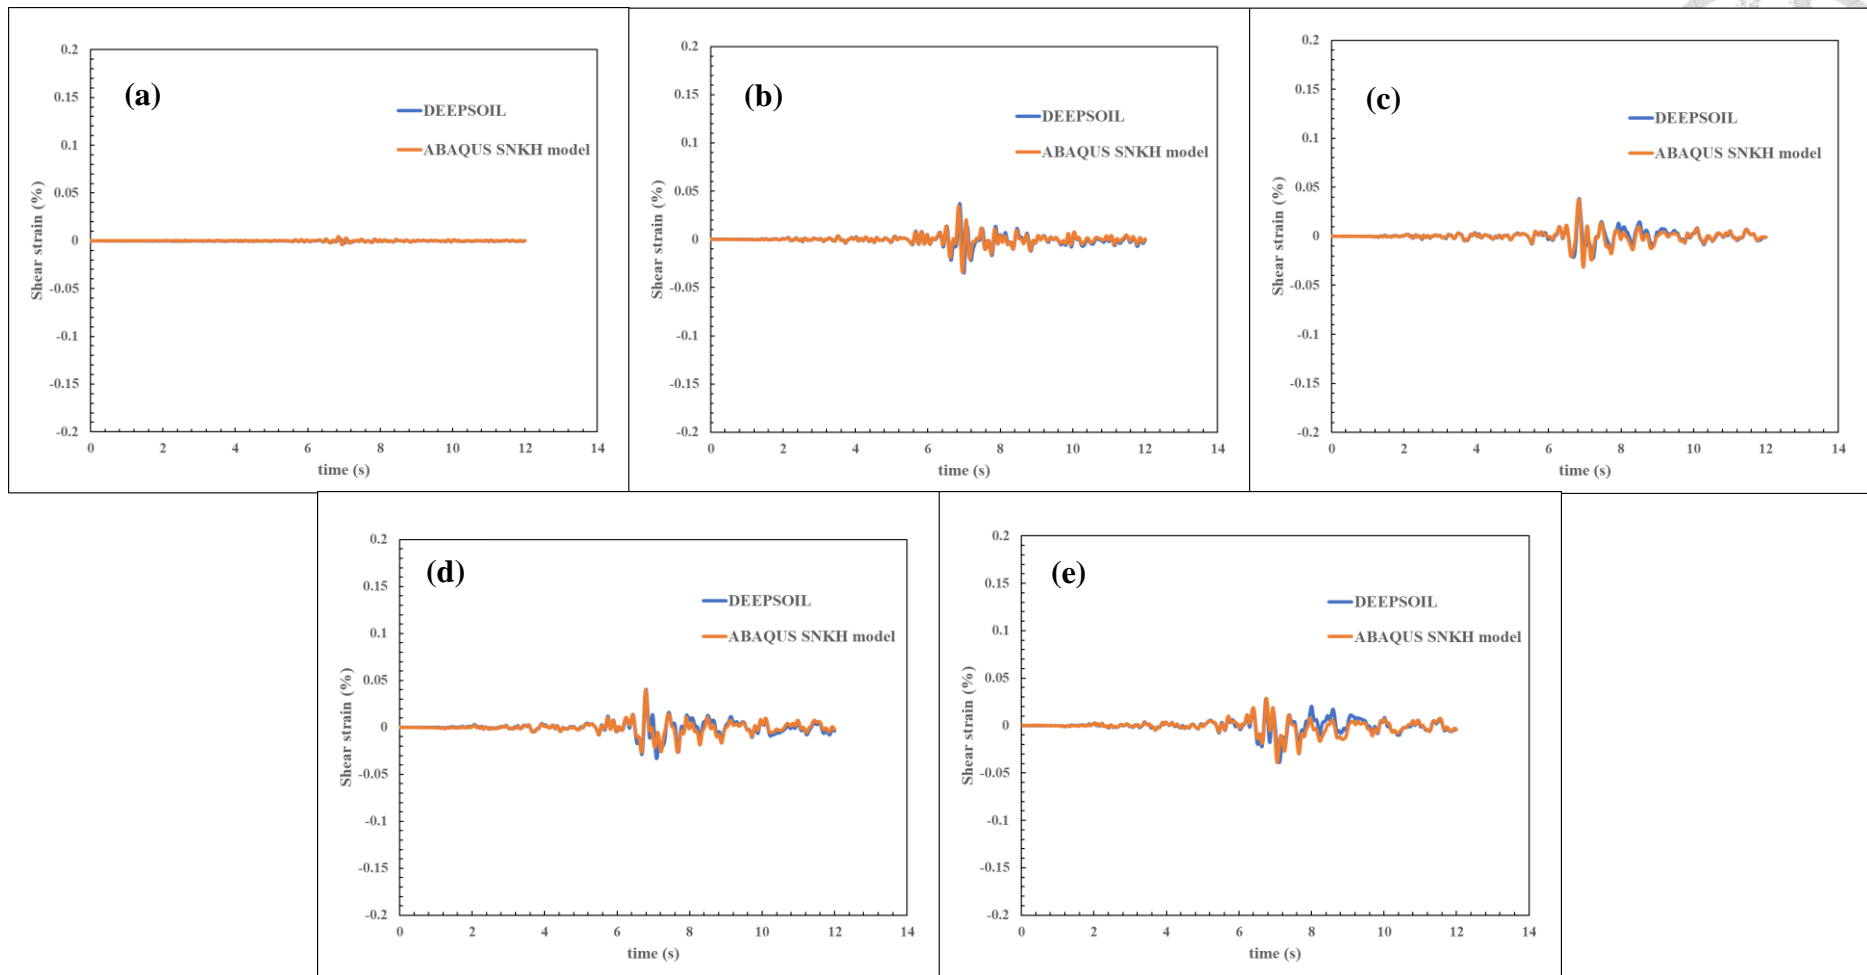 (a)
DEEPSOIL
ABAQUS SNKH model
Shear strain (%)
0.2
0.15
0.1
0.05
0
-0.05
-0.1
-0.15
-0.2
0 2 4 6 8 10 12 14
time (s)
(b)
DEEPSOIL
ABAQUS SNKH model
Shear strain (%)
0.2
0.15
0.1
0.05
0
-0.05
-0.1
-0.15
-0.2
0 2 4 6 8 10 12 14
time (s)
(c)
DEEPSOIL
ABAQUS SNKH model
Shear strain (%)
0.2
0.15
0.1
0.05
0
-0.05
-0.1
-0.15
-0.2
0 2 4 6 8 10 12 14
time (s)
(d)
DEEPSOIL
ABAQUS SNKH model
Shear strain (%)
0.2
0.15
0.1
0.05
0
-0.05
-0.1
-0.15
-0.2
0 2 4 6 8 10 12 14
time (s)
(e)
DEEPSOIL
ABAQUS SNKH model
Shear strain (%)
0.2
0.15
0.1
0.05
0
-0.05
-0.1
-0.15
-0.2
0 2 4 6 8 10 12 14
time (s)